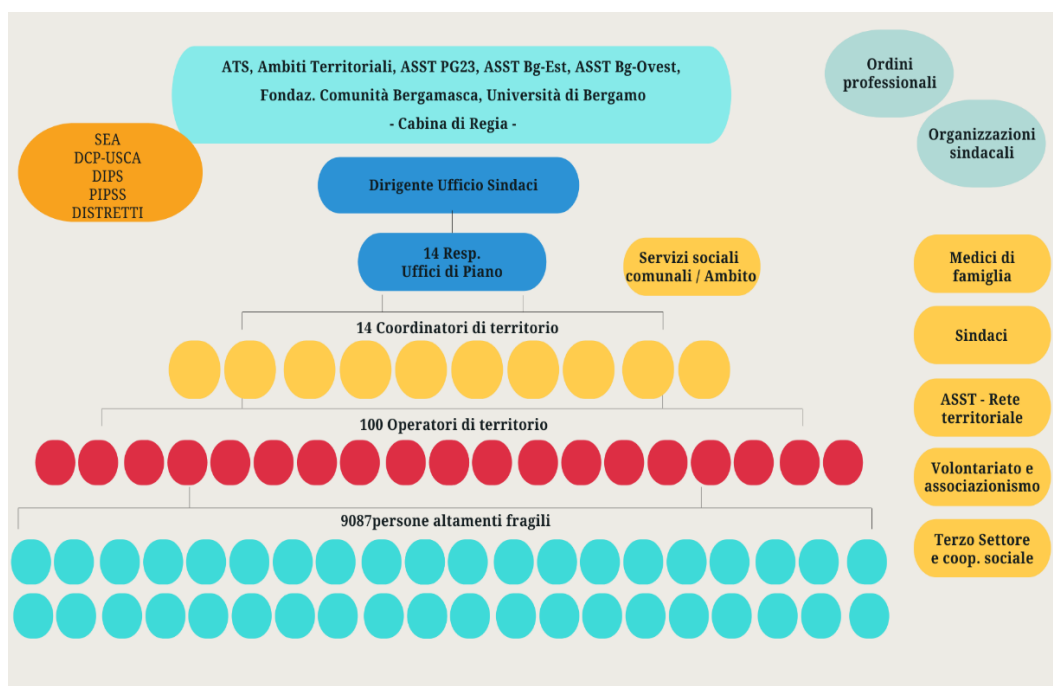 ATS, Ambiti Territoriali, ASST PG23, ASST Bg-Est, ASST Bg-Ovest,
Fondaz. Comunità Bergamasca, Università di Bergamo
- Cabina di Regia -
Ordini
professionali
Organizzazioni
sindacali
SEA
DCP-USCA
DIPS
PIPSS
DISTRETTI
Dirigente Ufficio Sindaci
14 Resp.
Uffici di Piano
Servizi sociali
comunali / Ambito
Medici di
famiglia
Sindaci
ASST - Rete
territoriale
Volontariato e
associazionismo
Terzo Settore
e coop. sociale
14 Coordinatori di territorio
100 Operatori di territorio
9087persone altamenti fragili